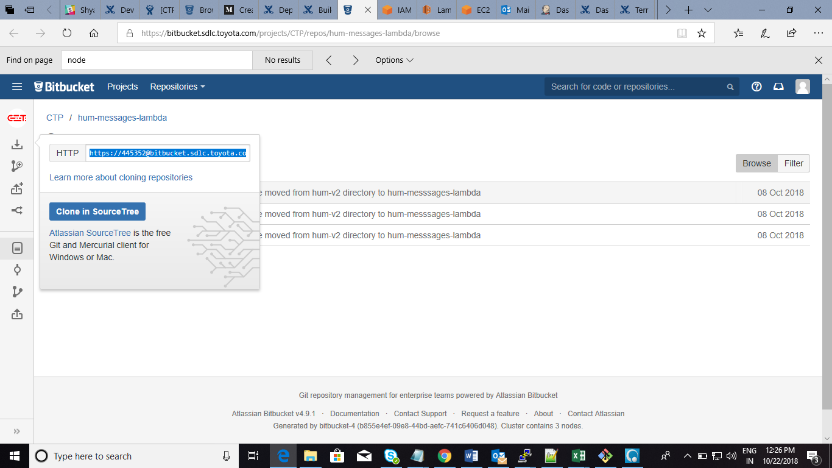 Shya
Dev
[CTF
Bro
Crea
Dep
Buil
IAM
Lam
EC2
Mai
Das
Das
Terr
https://bitbucket.sdlc.toyota.com/projects/CTP/repos/hum-messages-lambda/browse
Find on page
node
No results
Options
Bitbucket
Projects
Repositories
Search for code or repositories...
CTP / hum-messages-lambda
HTTP
https://445352@bitbucket.sdlc.toyota.co
Learn more about cloning repositories
Clone in SourceTree
Atlassian SourceTree is the free
Git and Mercurial client for
Windows or Mac.
Browse
Filter
e moved from hum-v2 directory to hum-messsages-lambda
08 Oct 2018
e moved from hum-v2 directory to hum-messsages-lambda
08 Oct 2018
e moved from hum-v2 directory to hum-messsages-lambda
08 Oct 2018
Git repository management for enterprise teams powered by Atlassian Bitbucket
Atlassian Bitbucket v4.9.1 · Documentation · Contact Support · Request a feature · About · Contact Atlassian
Generated by bitbucket-4 (b855e4ef-09e8-44bd-aefc-741c6406d048). Cluster contains 3 nodes.
Type here to search
ENG
IN
12:26 PM
10/22/2018
3